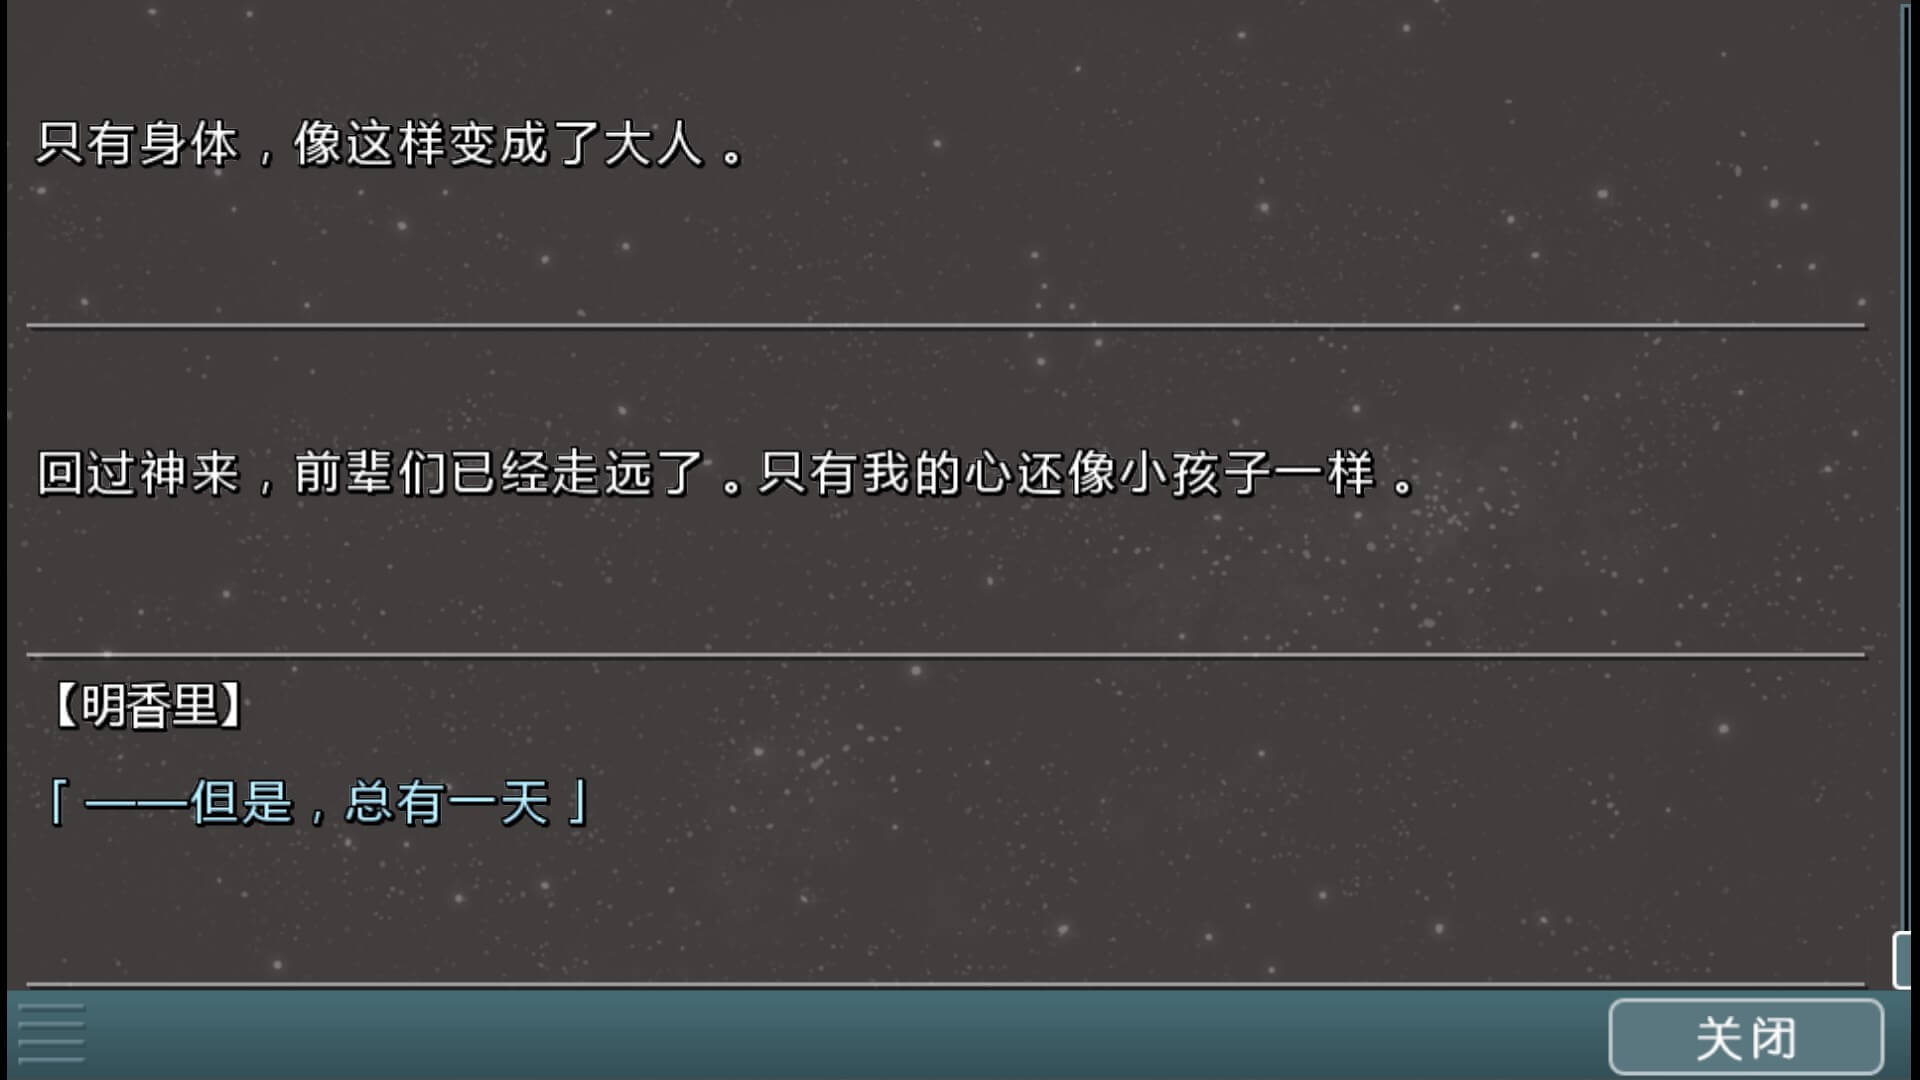 只有身体，像这样变成了大人。
回过神来，前辈们已经走远了。只有我的心还像小孩子一样。
【明香里】
「——但是，总有一天」
关闭